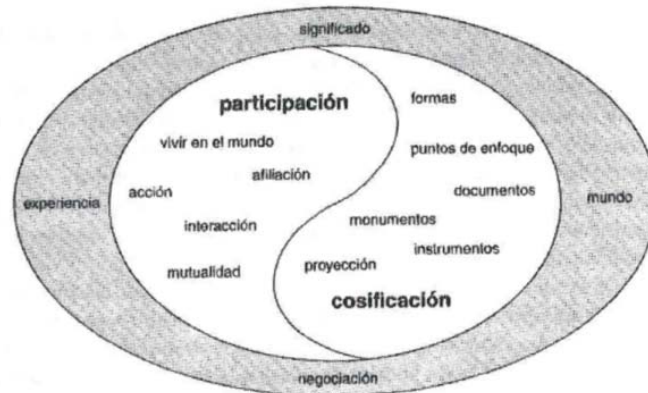 significado
participación
formas
vivir en el mundo
puntos de enfoque
afiliación
acción
documentos
experiencia
mundo
monumentos
interacción
instrumentos
proyección
mutualidad
cosificación
negociación